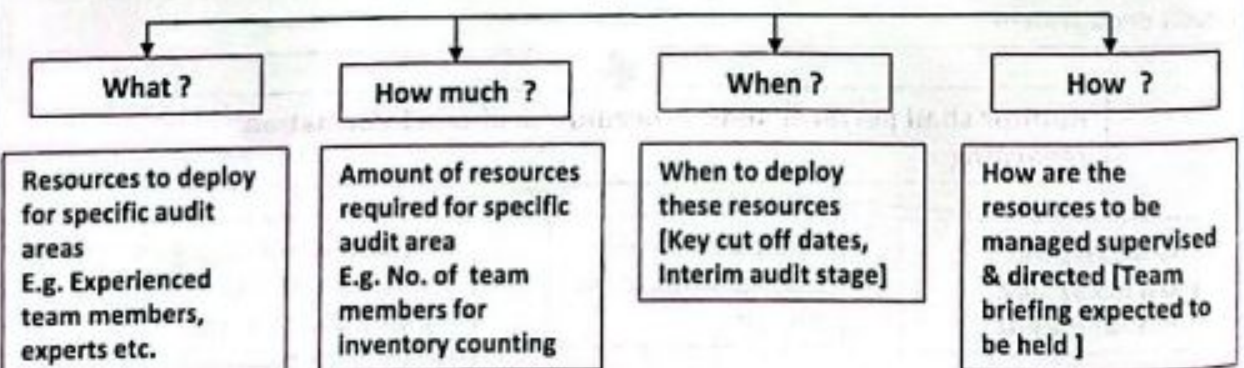 What ?
How much ?
When ?
How ?
Resources to deploy
for specific audit
areas
E.g. Experienced
team members,
experts etc.
Amount of resources
required for specific
audit area
E.g. No. of team
members for
inventory counting
When to deploy
these resources
[Key cut off dates,
Interim audit stage]
How are the
resources to be
managed supervised
& directed [Team
briefing expected to
be held ]